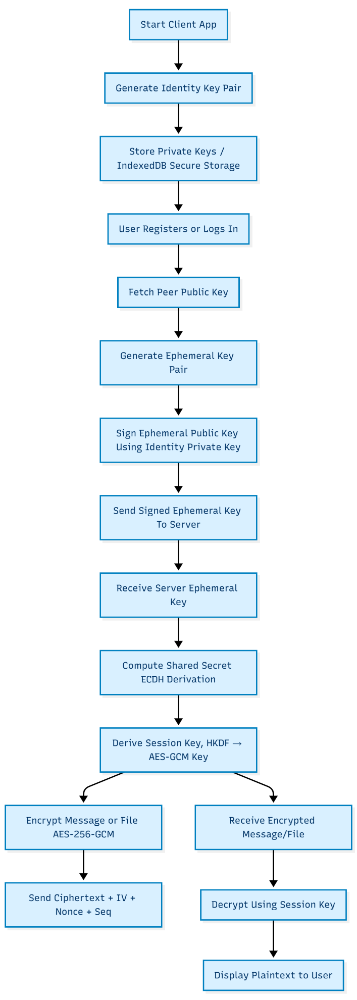 Start Client App
Generate Identity Key Pair
Store Private Keys /
IndexedDB Secure Storage
User Registers or Logs In
Fetch Peer Public Key
Generate Ephemeral Key
Pair
Sign Ephemeral Public Key
Using Identity Private Key
Send Signed Ephemeral Key
To Server
Receive Server Ephemeral
Key
Compute Shared Secret
ECDH Derivation
Derive Session Key, HKDF →
AES-GCM Key
Encrypt Message or File
AES-256-GCM
Receive Encrypted
Message/File
Send Ciphertext + IV +
Nonce + Seq
Decrypt Using Session Key
Display Plaintext to User